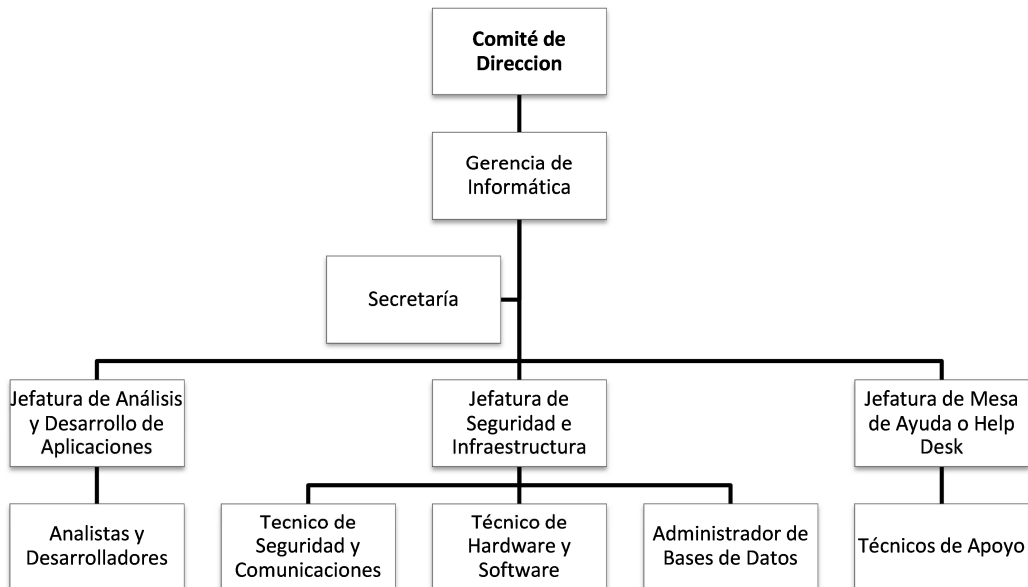 Comité de
Direccion
Gerencia de
Informática
Secretaría
Jefatura de Análisis
y Desarrollo de
Aplicaciones
Jefatura de
Seguridad e
Infraestructura
Jefatura de Mesa
de Ayuda o Help
Desk
Analistas y
Desarrolladores
Tecnico de
Seguridad y
Comunicaciones
Técnico de
Hardware y
Software
Administrador de
Bases de Datos
Técnicos de Apoyo